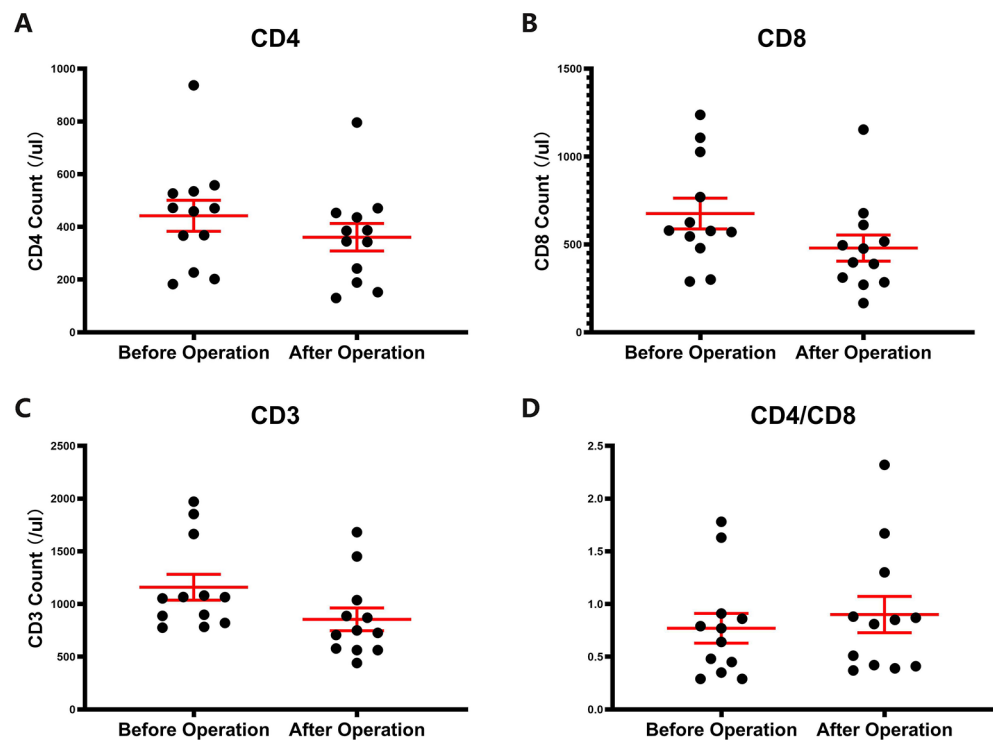 A
CD4
CD4 Count (/ul)
1000
800
600
400
200
0
Before Operation
After Operation
B
CD8
CD8 Count (/ul)
1500
1000
500
0
Before Operation
After Operation
C
CD3
CD3 Count (/ul)
2500
2000
1500
1000
500
0
Before Operation
After Operation
D
CD4/CD8
2.5
2.0
1.5
1.0
0.5
0.0
Before Operation
After Operation